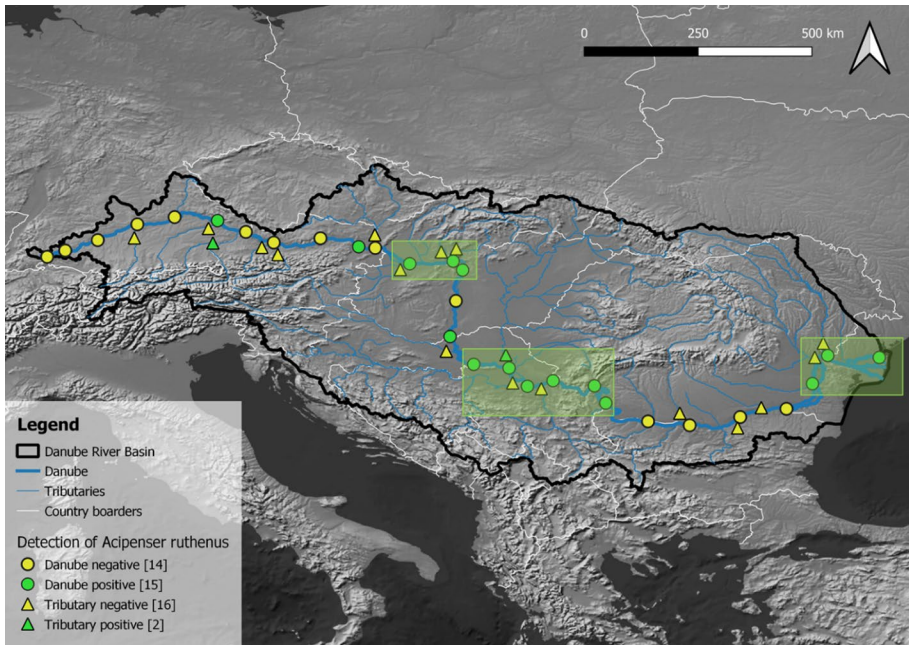 0 250 500 km
Legend
Danube River Basin
Danube
Tributaries
Country boarders
Detection of Acipenser ruthenus
Danube negative [14]
Danube positive [15]
Tributary negative [16]
Tributary positive [2]